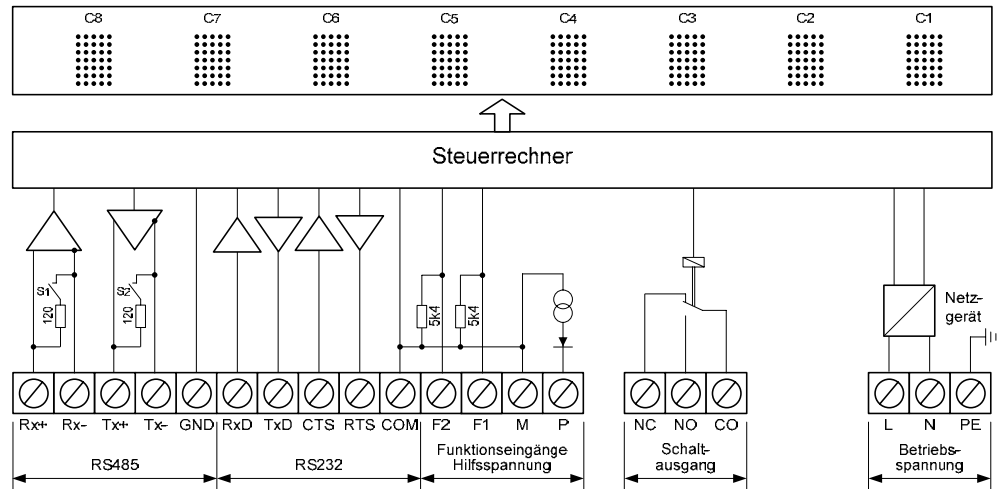 C8 C7 C6 C5 C4 C3 C2 C1
Steuerrechner
S1 S2
120 120 5k4 5k4
Netz-
gerät
Rx+ Rx- Tx+ Tx- GND RxD TxD CTS RTS COM F2 F1 M P NC NO CO L N PE
RS485 RS232
Funktionseingänge
Hilfsspannung
Schalt-
ausgang
Betriebs-
spannung